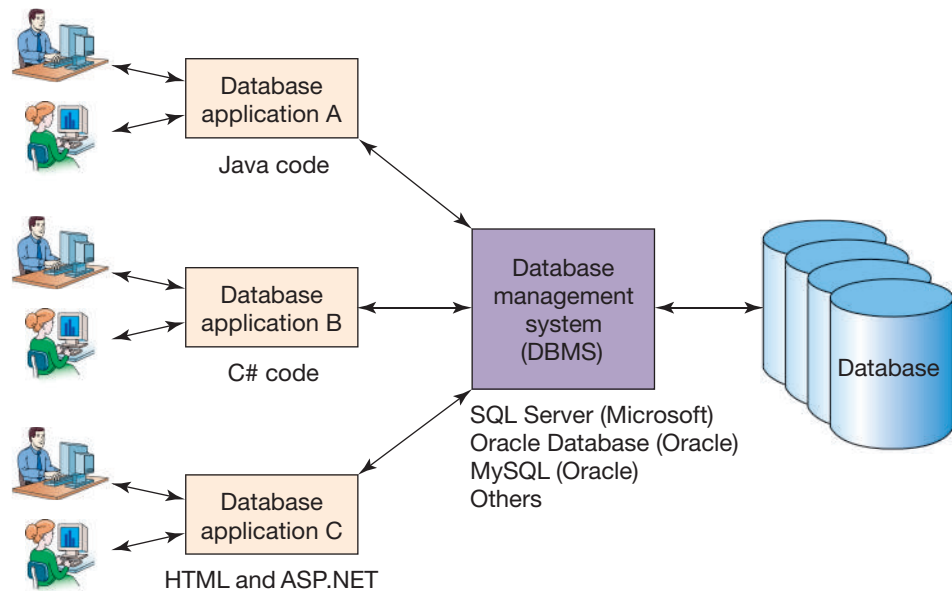 Database
application A
Java code
Database
application B
C# code
Database
management
system
(DBMS)
Database
SQL Server (Microsoft)
Oracle Database (Oracle)
MySQL (Oracle)
Others
Database
application C
HTML and ASP.NET